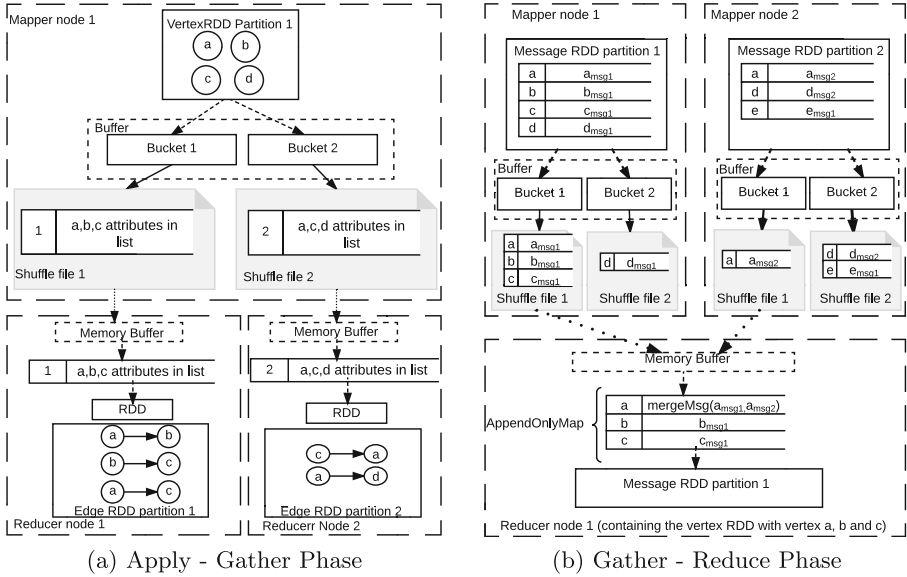 Mapper node 1
VertexRDD Partition 1
a b
c d
Buffer
Bucket 1 Bucket 2
1 a,b,c attributes in list
Shuffle file 1
2 a,c,d attributes in list
Shuffle file 2
Memory Buffer
1 a,b,c attributes in list
RDD
a b
b c
a c
Edge RDD partition 1
Reducer node 1
Memory Buffer
2 a,c,d attributes in list
RDD
c a
a d
Edge RDD partition 2
Reducerr Node 2
(a) Apply - Gather Phase
Mapper node 1
Message RDD partition 1
a amsg1
b bmsg1
c cmsg1
d dmsg1
Buffer
Bucket 1 Bucket 2
a amsg1
b bmsg1
c cmsg1
Shuffle file 1
d dmsg1
Shuffle file 2
Mapper node 2
Message RDD partition 2
a amsg2
d dmsg2
e emsg1
Buffer
Bucket 1 Bucket 2
a amsg2
Shuffle file 1
d dmsg2
e emsg1
Shuffle file 2
Memory Buffer
AppendOnlyMap
a mergeMsg(amsg1,amsg2)
b bmsg1
c cmsg1
Message RDD partition 1
Reducer node 1 (containing the vertex RDD with vertex a, b and c)
(b) Gather - Reduce Phase